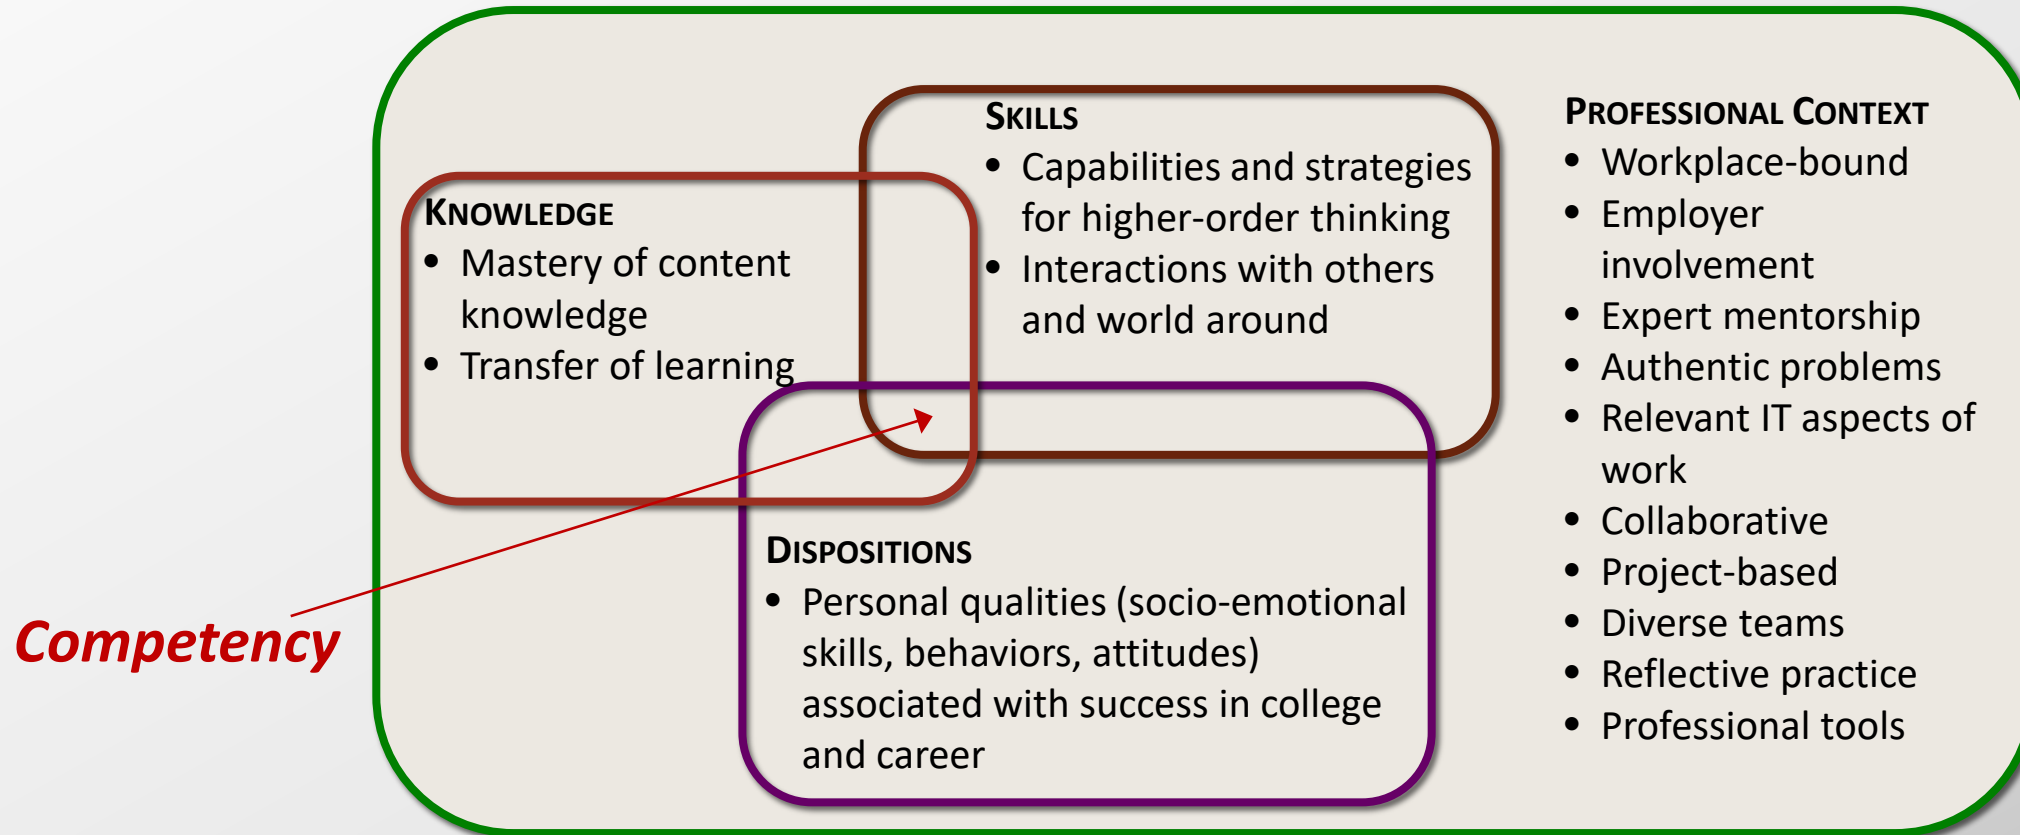 KNOWLEDGE
• Mastery of content
knowledge
• Transfer of learning
SKILLS
• Capabilities and strategies
for higher-order thinking
• Interactions with others
and world around
DISPOSITIONS
• Personal qualities (socio-emotional
skills, behaviors, attitudes)
associated with success in college
and career
PROFESSIONAL CONTEXT
• Workplace-bound
• Employer
involvement
• Expert mentorship
• Authentic problems
• Relevant IT aspects of
work
• Collaborative
• Project-based
• Diverse teams
• Reflective practice
• Professional tools
Competency